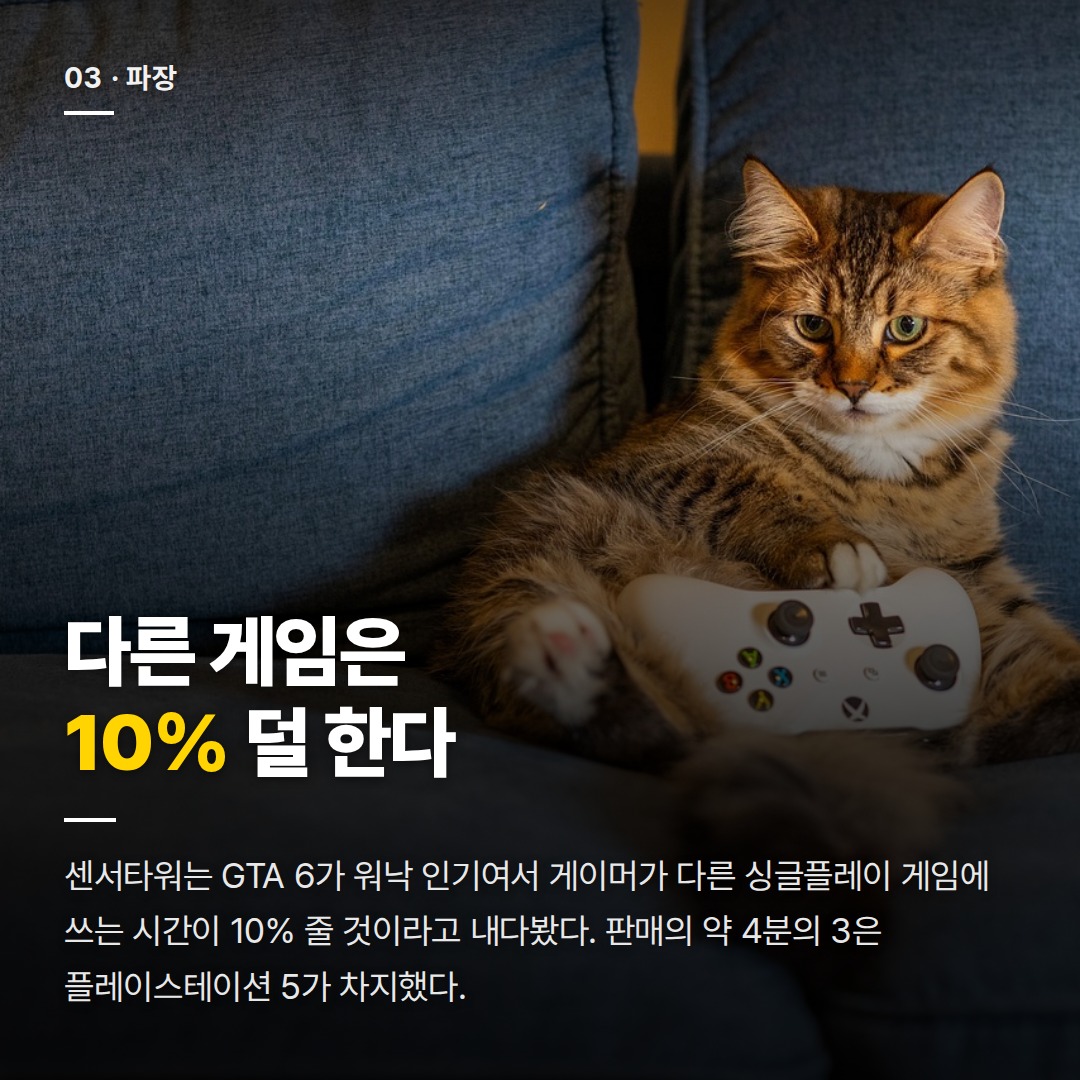 03 · 파장
다른 게임은
10% 덜 한다
센서타워는 GTA 6가 워낙 인기여서 게이머가 다른 싱글플레이 게임에
쓰는 시간이 10% 줄 것이라고 내다봤다. 판매의 약 4분의 3은
플레이스테이션 5가 차지했다.